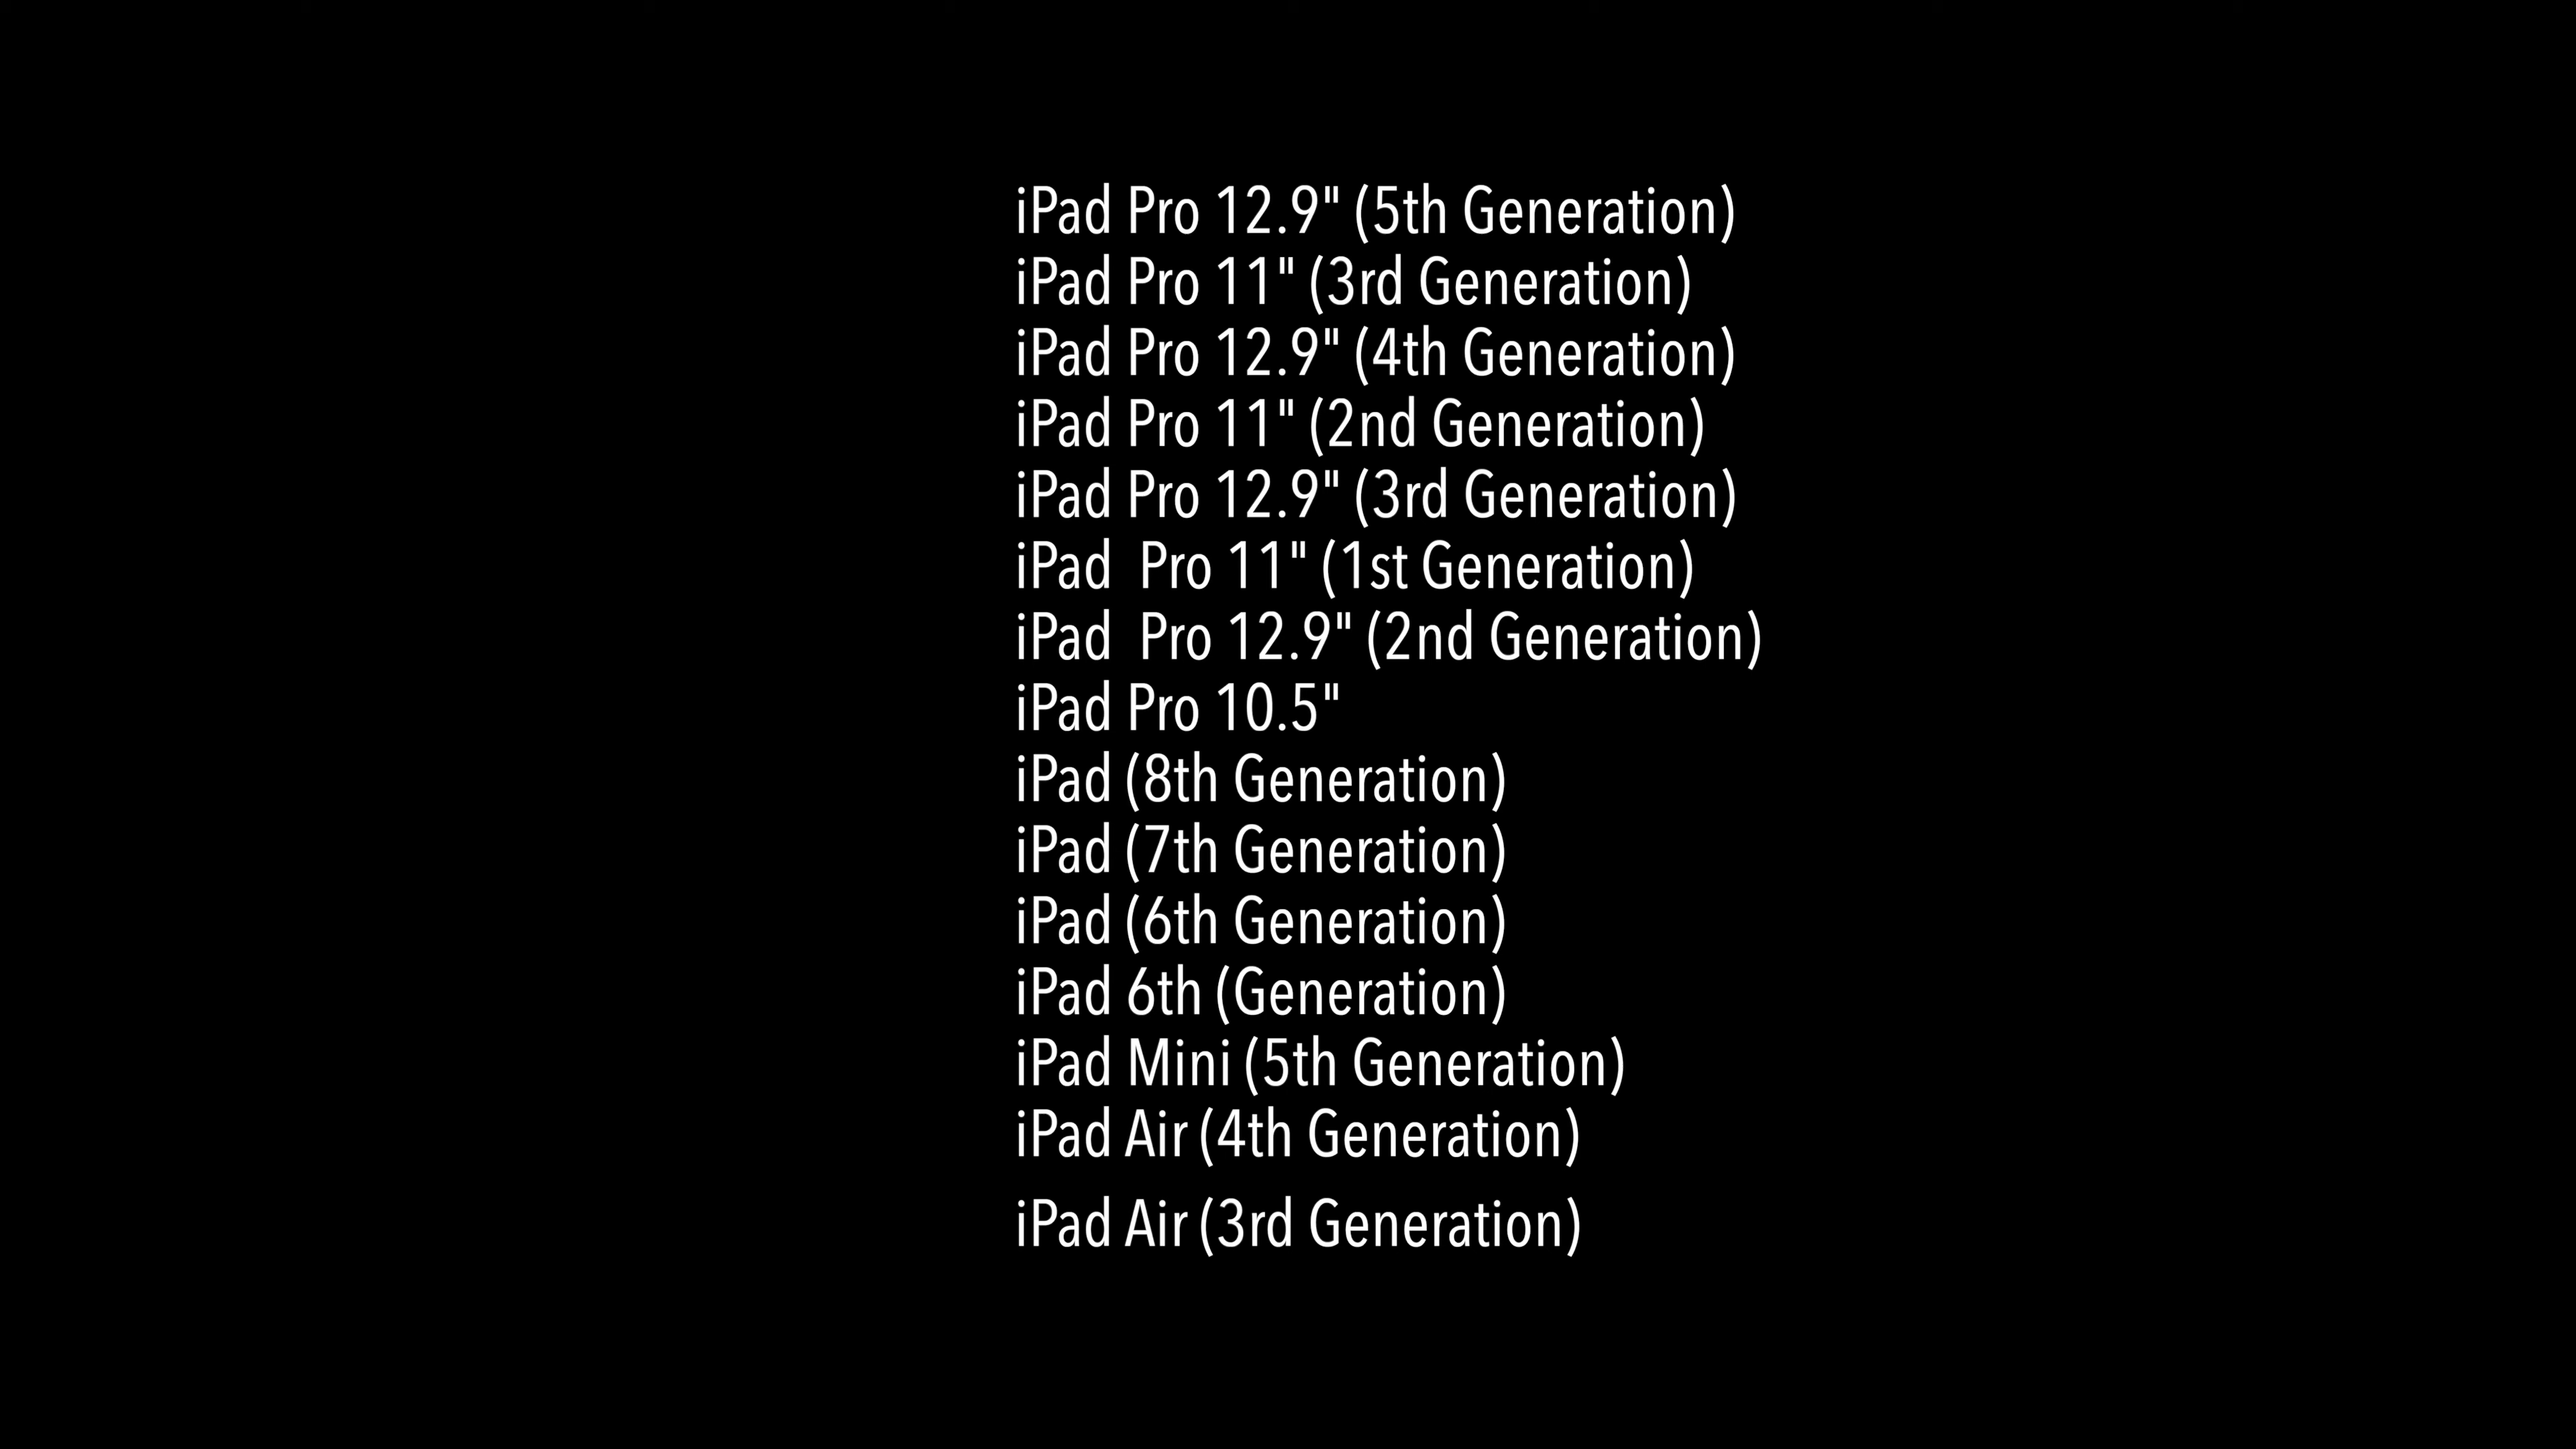 iPad Pro 12.9" (5th Generation)
iPad Pro 11" (3rd Generation)
iPad Pro 12.9" (4th Generation)
iPad Pro 11" (2nd Generation)
iPad Pro 12.9" (3rd Generation)
iPad  Pro 11" (1st Generation)
iPad  Pro 12.9" (2nd Generation)
iPad Pro 10.5"
iPad (8th Generation)
iPad (7th Generation)
iPad (6th Generation)
iPad 6th (Generation)
iPad Mini (5th Generation)
iPad Air (4th Generation)
iPad Air (3rd Generation)